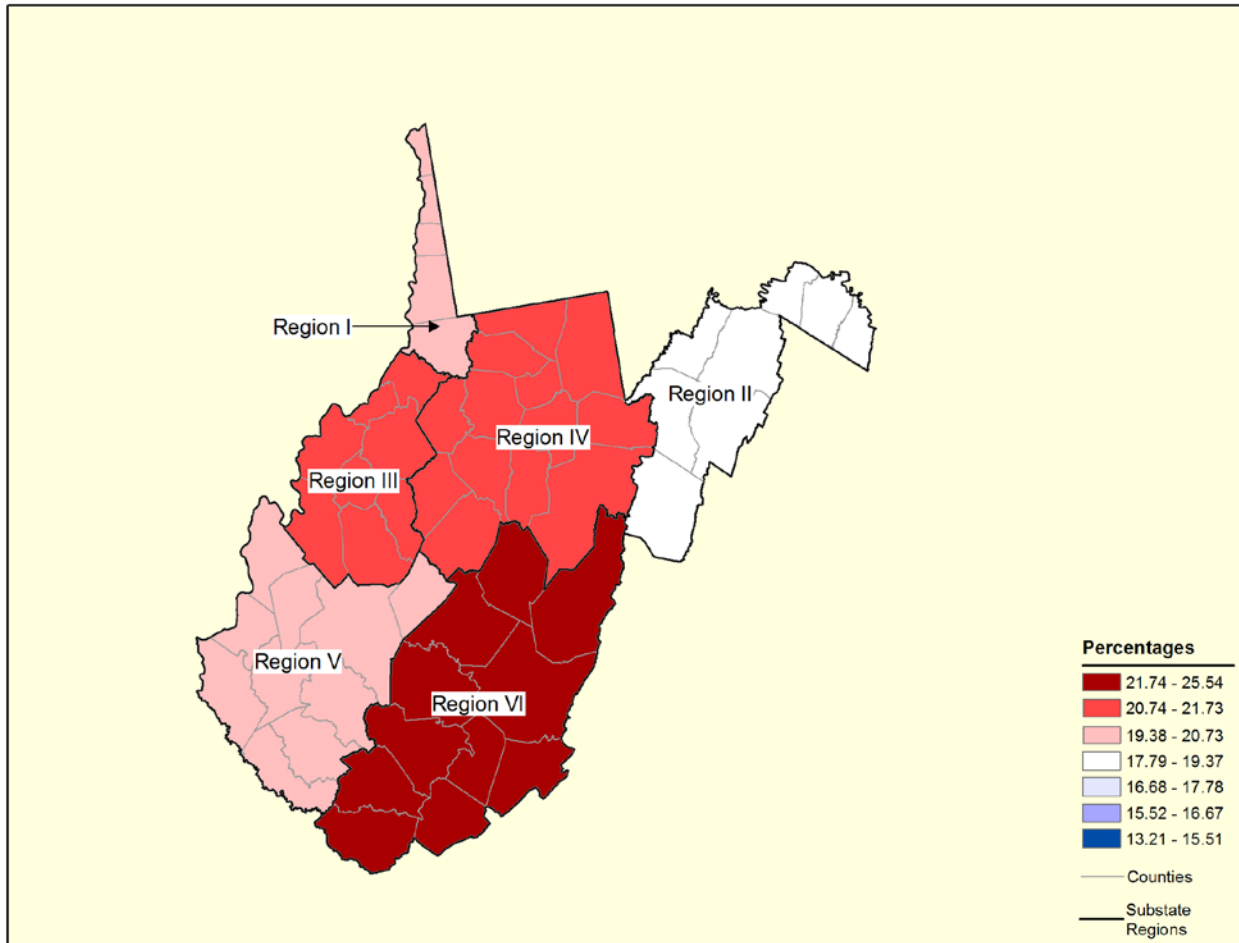 Region I
Region II
Region IV
Region III
Region V
Region VI
Percentages
21.74 - 25.54
20.74 - 21.73
19.38 - 20.73
17.79 - 19.37
16.68 - 17.78
15.52 - 16.67
13.21 - 15.51
Counties
Substate
Regions